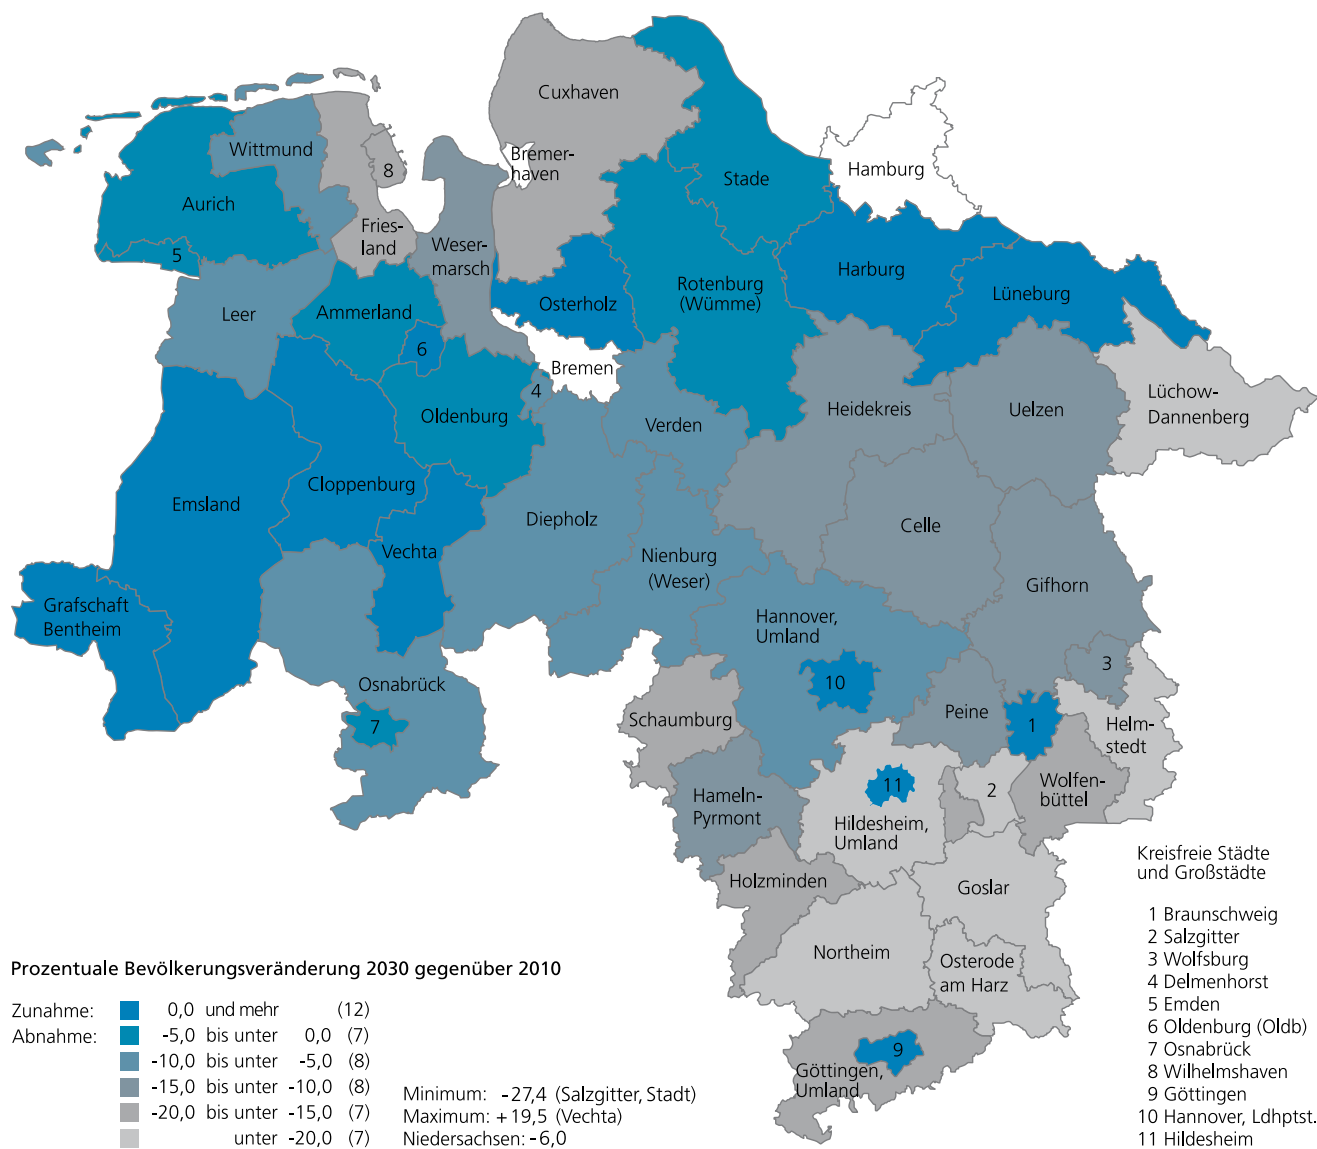 Cuxhaven
Bremer-
haven
Hamburg
Wittmund
8
Stade
Aurich
Fries-
land
5
Weser-
marsch
Harburg
Rotenburg
(Wümme)
Lüneburg
Osterholz
Leer
Ammerland
6
Bremen
4
Lüchow-
Dannenberg
Heidekreis
Uelzen
Oldenburg
Verden
Cloppenburg
Emsland
Diepholz
Celle
Vechta
Nienburg
(Weser)
Gifhorn
Grafschaft
Bentheim
Hannover,
Umland
3
10
Osnabrück
7
Schaumburg
Peine
1
Helm-
stedt
11
2
Wolfen-
büttel
Hameln-
Pyrmont
Hildesheim,
Umland
Holzminden
Goslar
Northeim
Osterode
am Harz
9
Göttingen,
Umland
Kreisfreie Städte
und Großstädte
1 Braunschweig
2 Salzgitter
3 Wolfsburg
4 Delmenhorst
5 Emden
6 Oldenburg (Oldb)
7 Osnabrück
8 Wilhelmshaven
9 Göttingen
10 Hannover, Ldhptst.
11 Hildesheim
Prozentuale Bevölkerungsveränderung 2030 gegenüber 2010
Zunahme: 0,0 und mehr (12)
Abnahme: -5,0 bis unter 0,0 (7)
-10,0 bis unter -5,0 (8)
-15,0 bis unter -10,0 (8)
-20,0 bis unter -15,0 (7)
unter -20,0 (7)
Minimum: -27,4 (Salzgitter, Stadt)
Maximum: +19,5 (Vechta)
Niedersachsen: -6,0